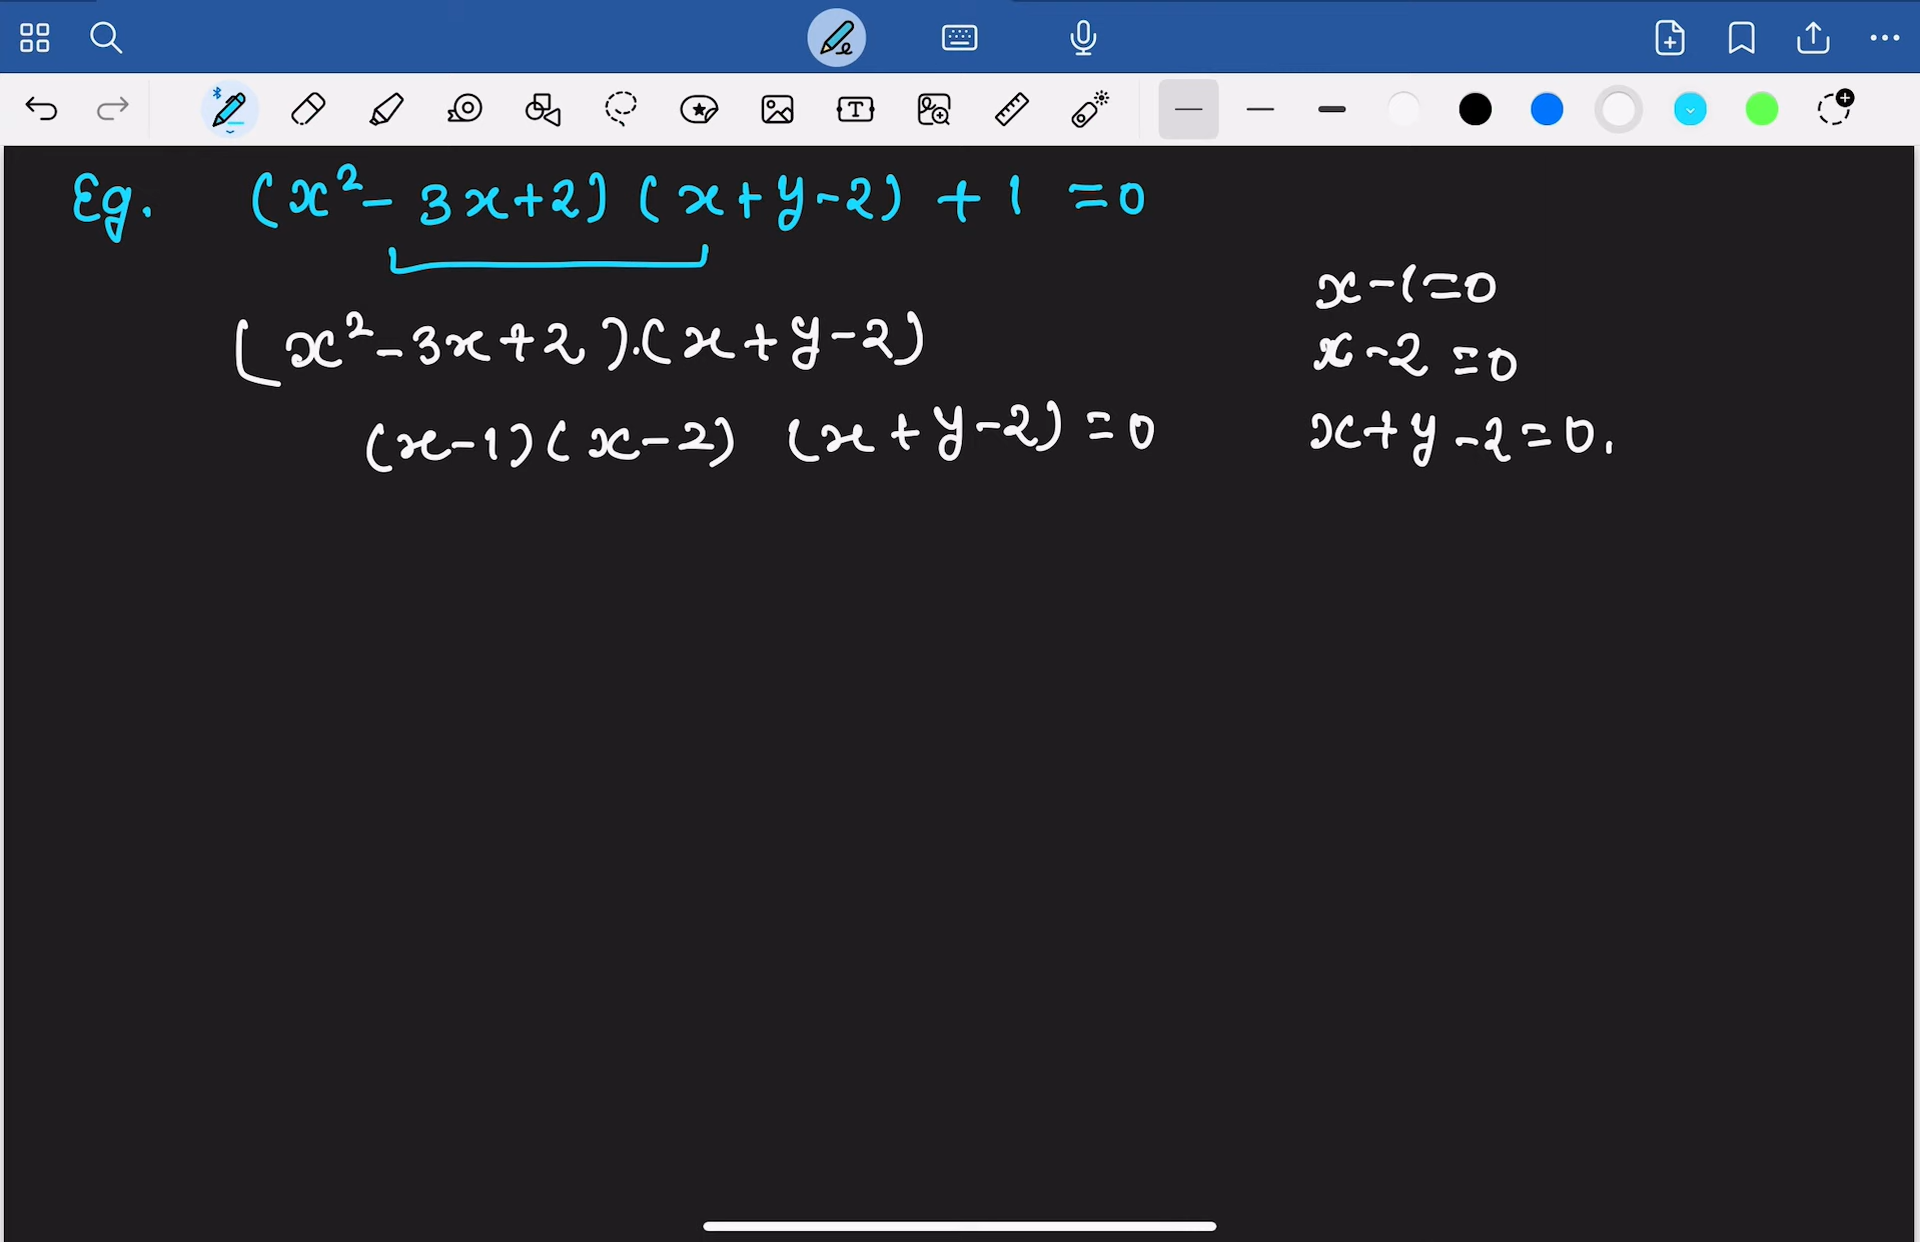 Eg. (x²- 3x+2) (x+y-2) +1 =0
x-1=0
(x²-3x+2).(x+y-2)
x-2=0
(x-1)(x-2) (x+y-2)=0
x+y-2=0.